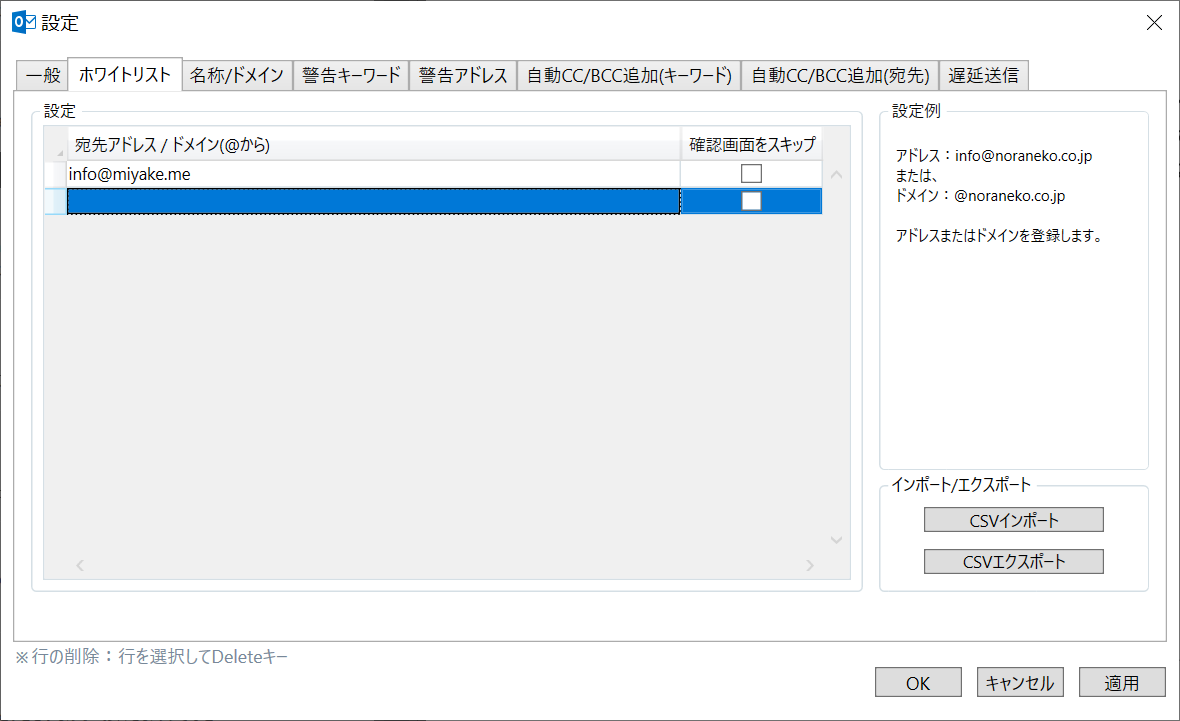 設定
一般 ホワイトリスト 名称/ドメイン 警告キーワード 警告アドレス 自動CC/BCC追加(キーワード) 自動CC/BCC追加(宛先) 遅延送信
設定
宛先アドレス / ドメイン(@から) 確認画面をスキップ
info@miyake.me
設定例
アドレス：info@noraneko.co.jp
または、
ドメイン：@noraneko.co.jp
アドレスまたはドメインを登録します。
インポート/エクスポート
CSVインポート
CSVエクスポート
※行の削除：行を選択してDeleteキー
OK キャンセル 適用